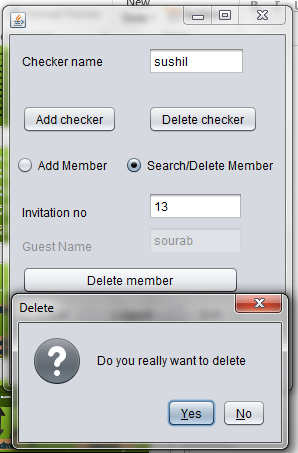 New
Checker name
sushil
Add checker
Delete checker
Add Member
Search/Delete Member
Invitation no
13
Guest Name
sourab
Delete member
Delete
Do you really want to delete
Yes
No